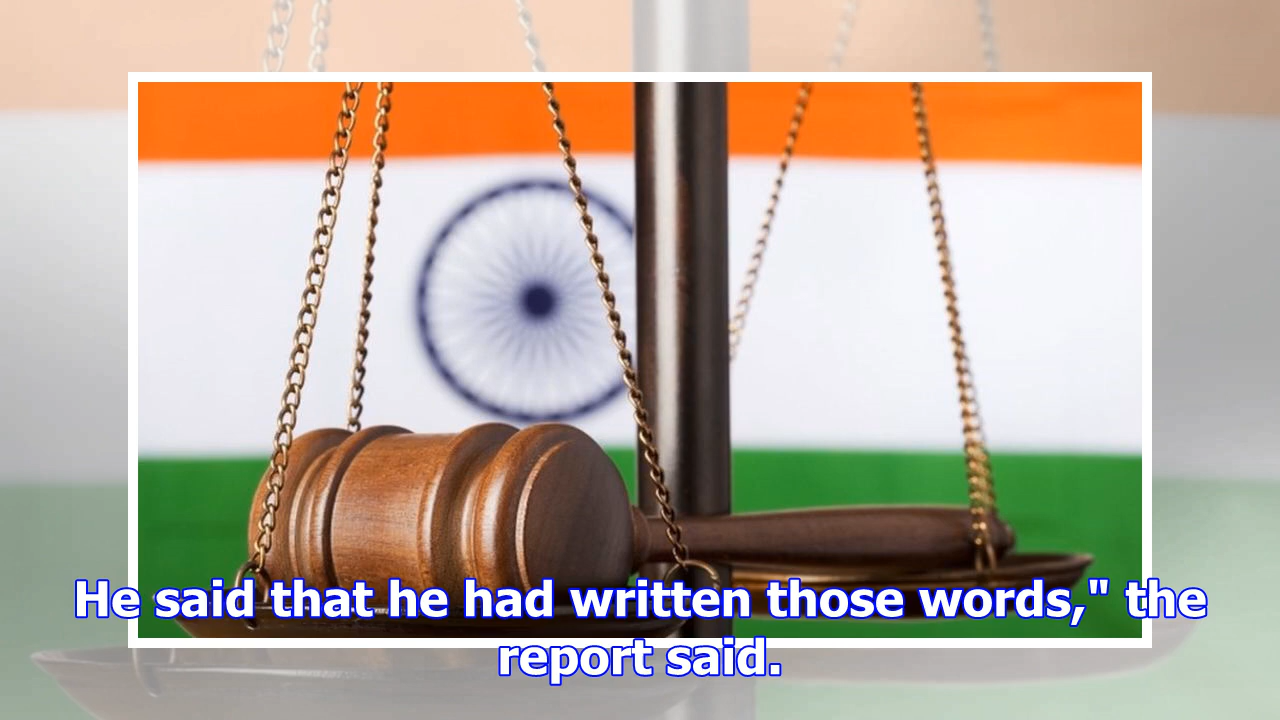 He said that he had written those words," the
report said.